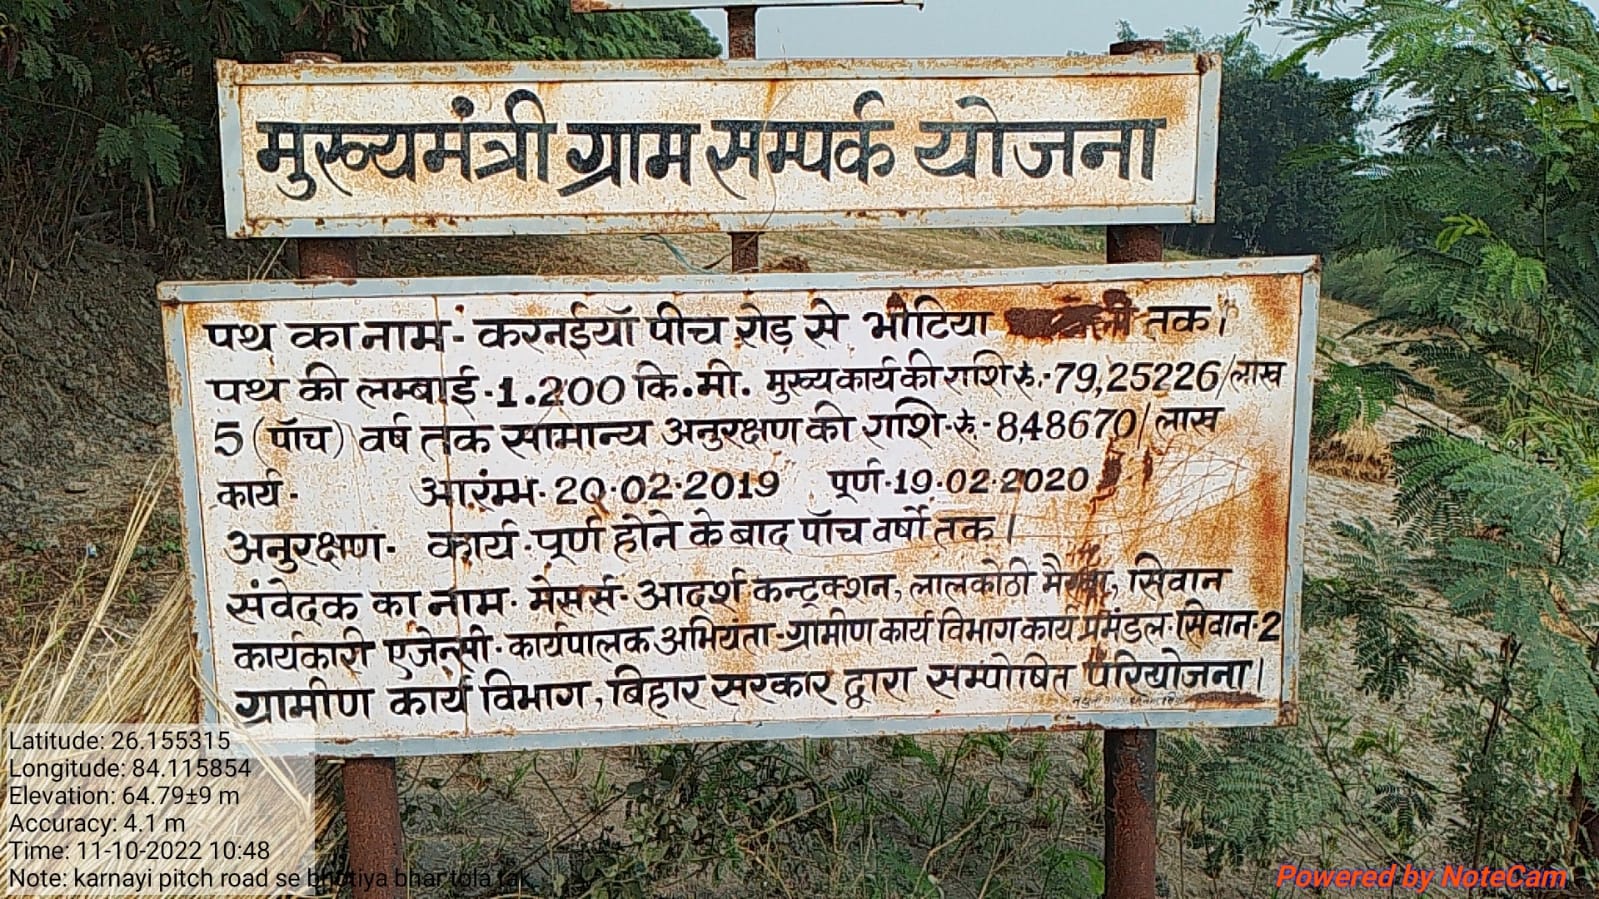 मुख्यमंत्री ग्राम सम्पर्क योजना
पथ का नाम - करनईयॉ पीच रोड़ से भोटिया तक।
पथ की लम्बाई - 1.200 कि.मी. मुख्य कार्य की राशि रु.-79,25226/लाख
5 (पॉच) वर्ष तक सामान्य अनुरक्षण की राशि-रु.-8,48670/ लाख
कार्य - आरंम्भ- 20.02.2019 पूर्ण-19.02.2020
अनुरक्षण- कार्य-पूर्ण होने के बाद पॉच वर्षो तक।
संवेदक का नाम- मेसर्स- आदर्श कन्ट्रक्शन, लालकोठी मैरवा, सिवान
कार्यकारी एजेन्सी-कार्यपालक अभियंता-ग्रामीण कार्य विभाग कार्य प्रमंडल-सिवान-2
ग्रामीण कार्य विभाग, बिहार सरकार द्वारा सम्पोषित परियोजना।
Latitude: 26.155315
Longitude: 84.115854
Elevation: 64.79±9 m
Accuracy: 4.1 m
Time: 11-10-2022 10:48
Note: karnayi pitch road se bhotiya bhar tola tak
Powered by NoteCam